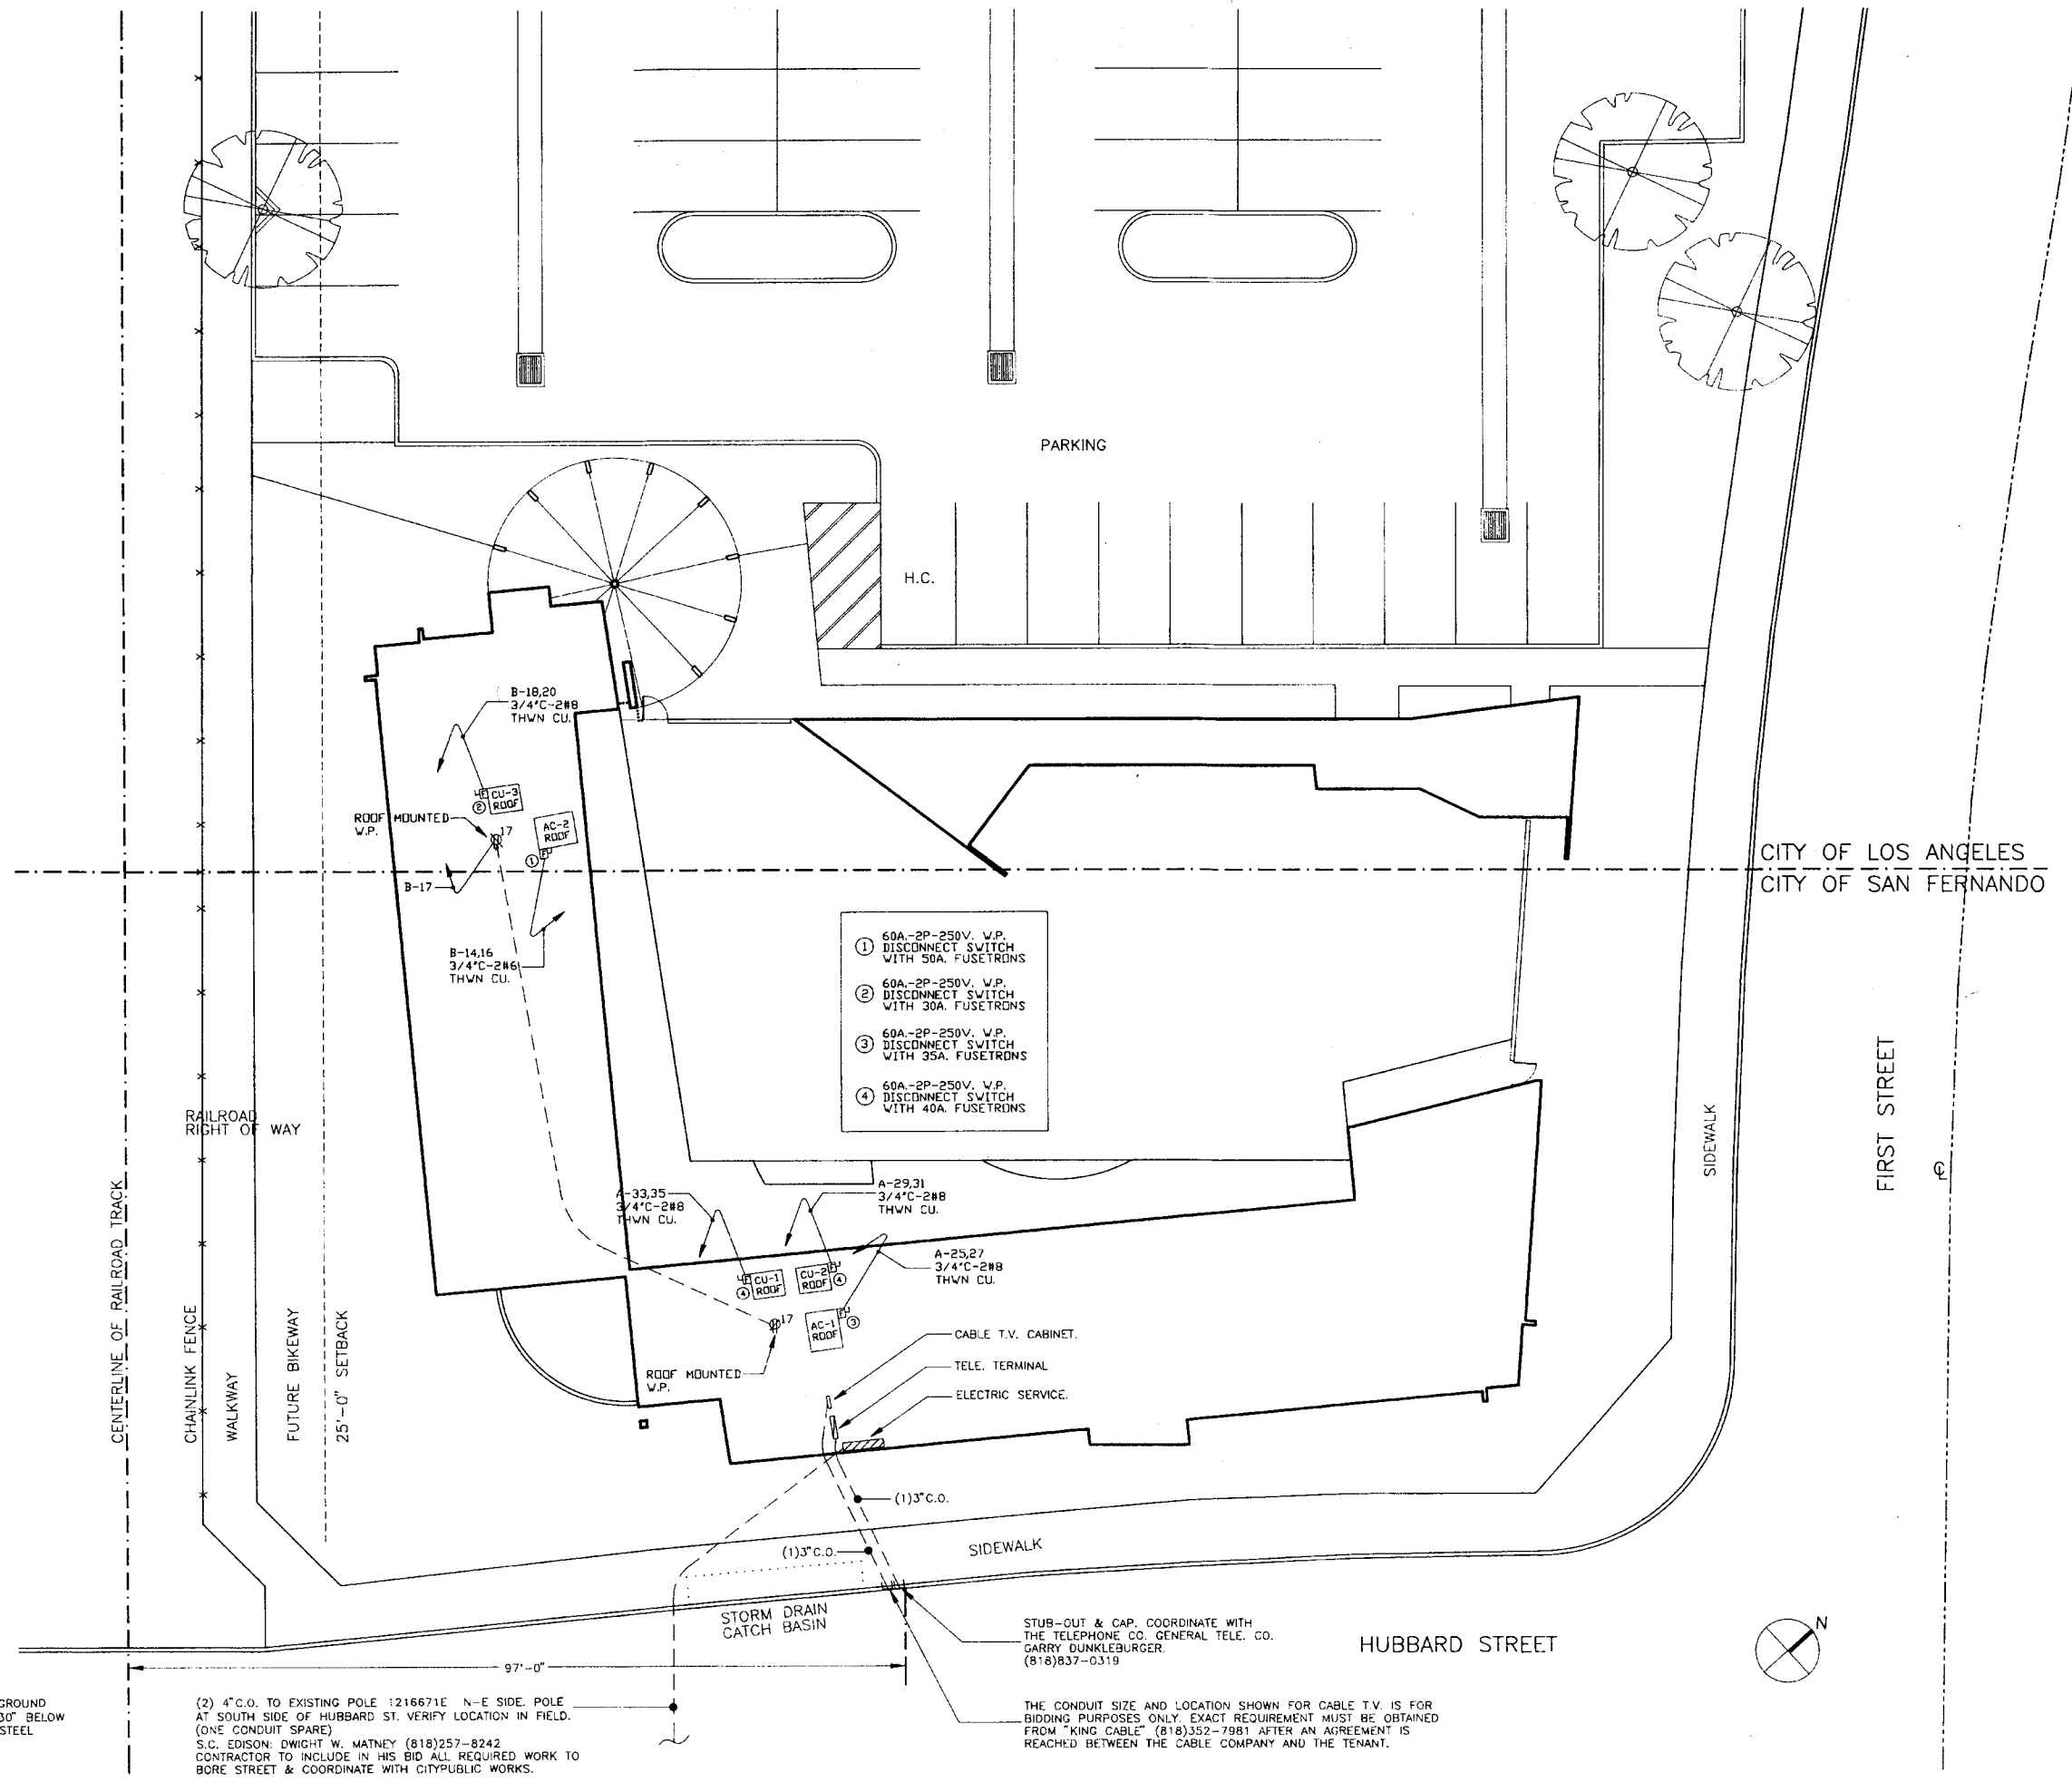 PARKING
H.C.
B-18,20
3/4"C-2#8
THWN CU.
CU-3
ROOF
2
ROOF MOUNTED
W.P.
17
AC-2
ROOF
1
B-17
B-14,16
3/4"C-2#6
THWN CU.
CITY OF LOS ANGELES
CITY OF SAN FERNANDO
1 60A.-2P-250V. W.P.
DISCONNECT SWITCH
WITH 50A. FUSETRONS
2 60A.-2P-250V. W.P.
DISCONNECT SWITCH
WITH 30A. FUSETRONS
3 60A.-2P-250V. W.P.
DISCONNECT SWITCH
WITH 35A. FUSETRONS
4 60A.-2P-250V. W.P.
DISCONNECT SWITCH
WITH 40A. FUSETRONS
RAILROAD
RIGHT OF WAY
CENTERLINE OF RAILROAD TRACK
CHAINLINK FENCE
WALKWAY
FUTURE BIKEWAY
25'-0" SETBACK
SIDEWALK
FIRST STREET
A-33,35
3/4"C-2#8
THWN CU.
A-29,31
3/4"C-2#8
THWN CU.
A-25,27
3/4"C-2#8
THWN CU.
CU-1
ROOF
4
CU-2
ROOF
4
17
AC-1
ROOF
3
ROOF MOUNTED
W.P.
CABLE T.V. CABINET.
TELE. TERMINAL
ELECTRIC SERVICE.
(1)3"C.O.
(1)3"C.O.
SIDEWALK
STORM DRAIN
CATCH BASIN
STUB-OUT & CAP. COORDINATE WITH
THE TELEPHONE CO. GENERAL TELE. CO.
GARRY DUNKLEBURGER.
(818)837-0319
HUBBARD STREET
N
97'-0"
GROUND
30" BELOW
STEEL
(2) 4"C.O. TO EXISTING POLE 1216671E N-E SIDE. POLE
AT SOUTH SIDE OF HUBBARD ST. VERIFY LOCATION IN FIELD.
(ONE CONDUIT SPARE)
S.C. EDISON: DWIGHT W. MATNEY (818)257-8242
CONTRACTOR TO INCLUDE IN HIS BID ALL REQUIRED WORK TO
BORE STREET & COORDINATE WITH CITYPUBLIC WORKS.
THE CONDUIT SIZE AND LOCATION SHOWN FOR CABLE T.V. IS FOR
BIDDING PURPOSES ONLY. EXACT REQUIREMENT MUST BE OBTAINED
FROM "KING CABLE" (818)352-7981 AFTER AN AGREEMENT IS
REACHED BETWEEN THE CABLE COMPANY AND THE TENANT.